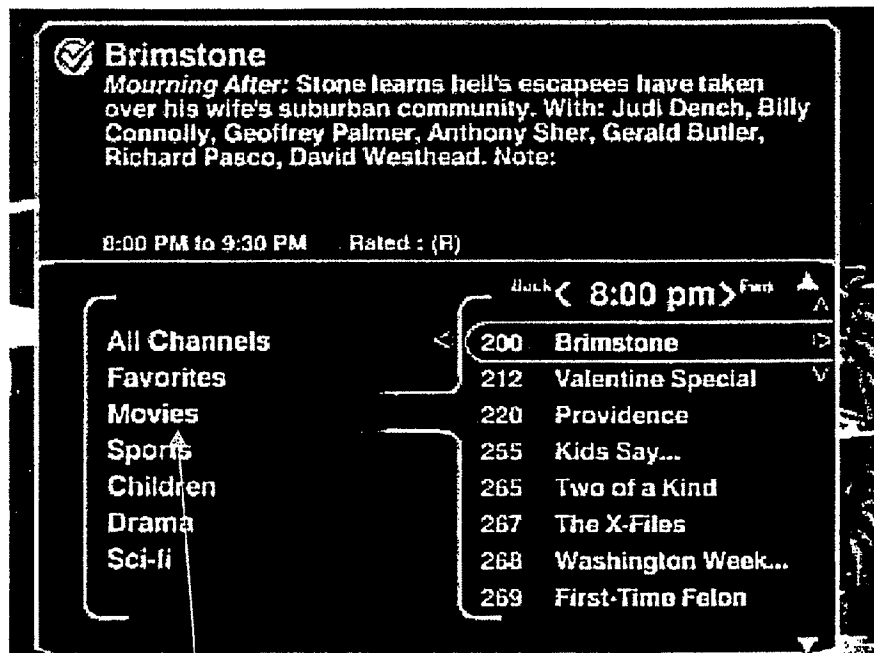 Brimstone
Mourning After: Stone learns hell's escapees have taken
over his wife's suburban community. With: Judi Dench, Billy
Connolly, Geoffrey Palmer, Anthony Sher, Gerald Butler,
Richard Pasco, David Westhead. Note:
8:00 PM to 9:30 PM Rated : (R)
Back < 8:00 pm > Fwd
All Channels
Favorites
Movies
Sports
Children
Drama
Sci-fi
200 Brimstone
212 Valentine Special
220 Providence
255 Kids Say...
265 Two of a Kind
267 The X-Files
268 Washington Week...
269 First-Time Felon